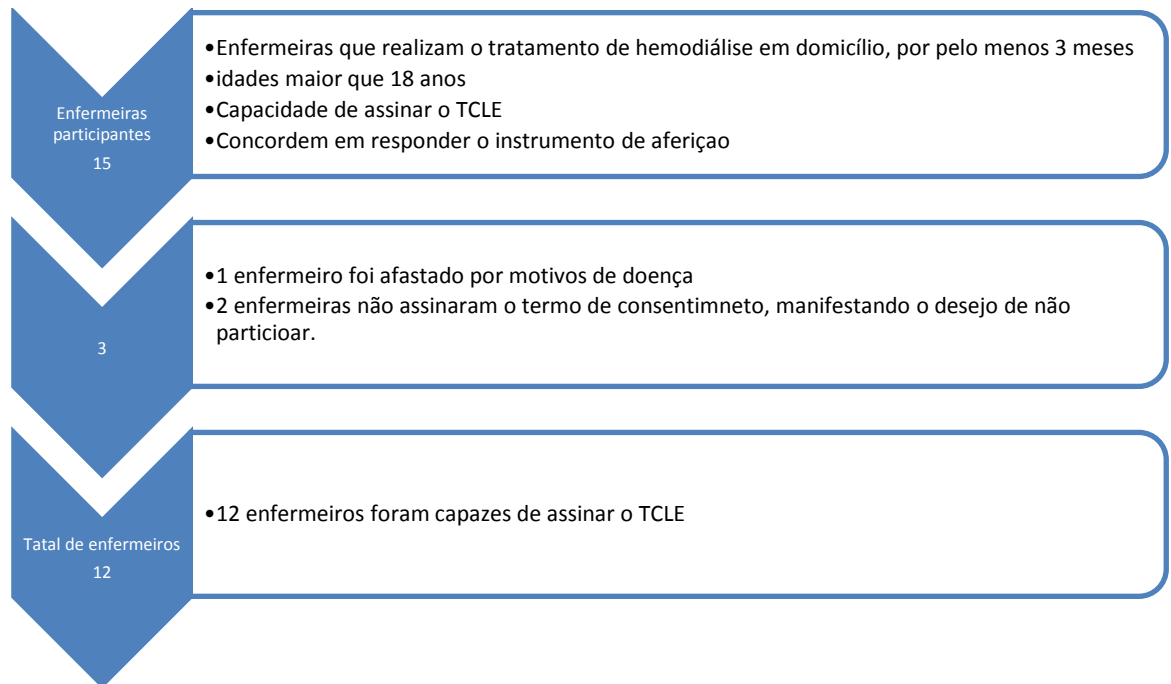 Enfermeiras
participantes
15
•Enfermeiras que realizam o tratamento de hemodiálise em domicílio, por pelo menos 3 meses
•idades maior que 18 anos
•Capacidade de assinar o TCLE
•Concordem em responder o instrumento de aferiçao
3
•1 enfermeiro foi afastado por motivos de doença
•2 enfermeiras não assinaram o termo de consentimneto, manifestando o desejo de não
particioar.
Tatal de enfermeiros
12
•12 enfermeiros foram capazes de assinar o TCLE